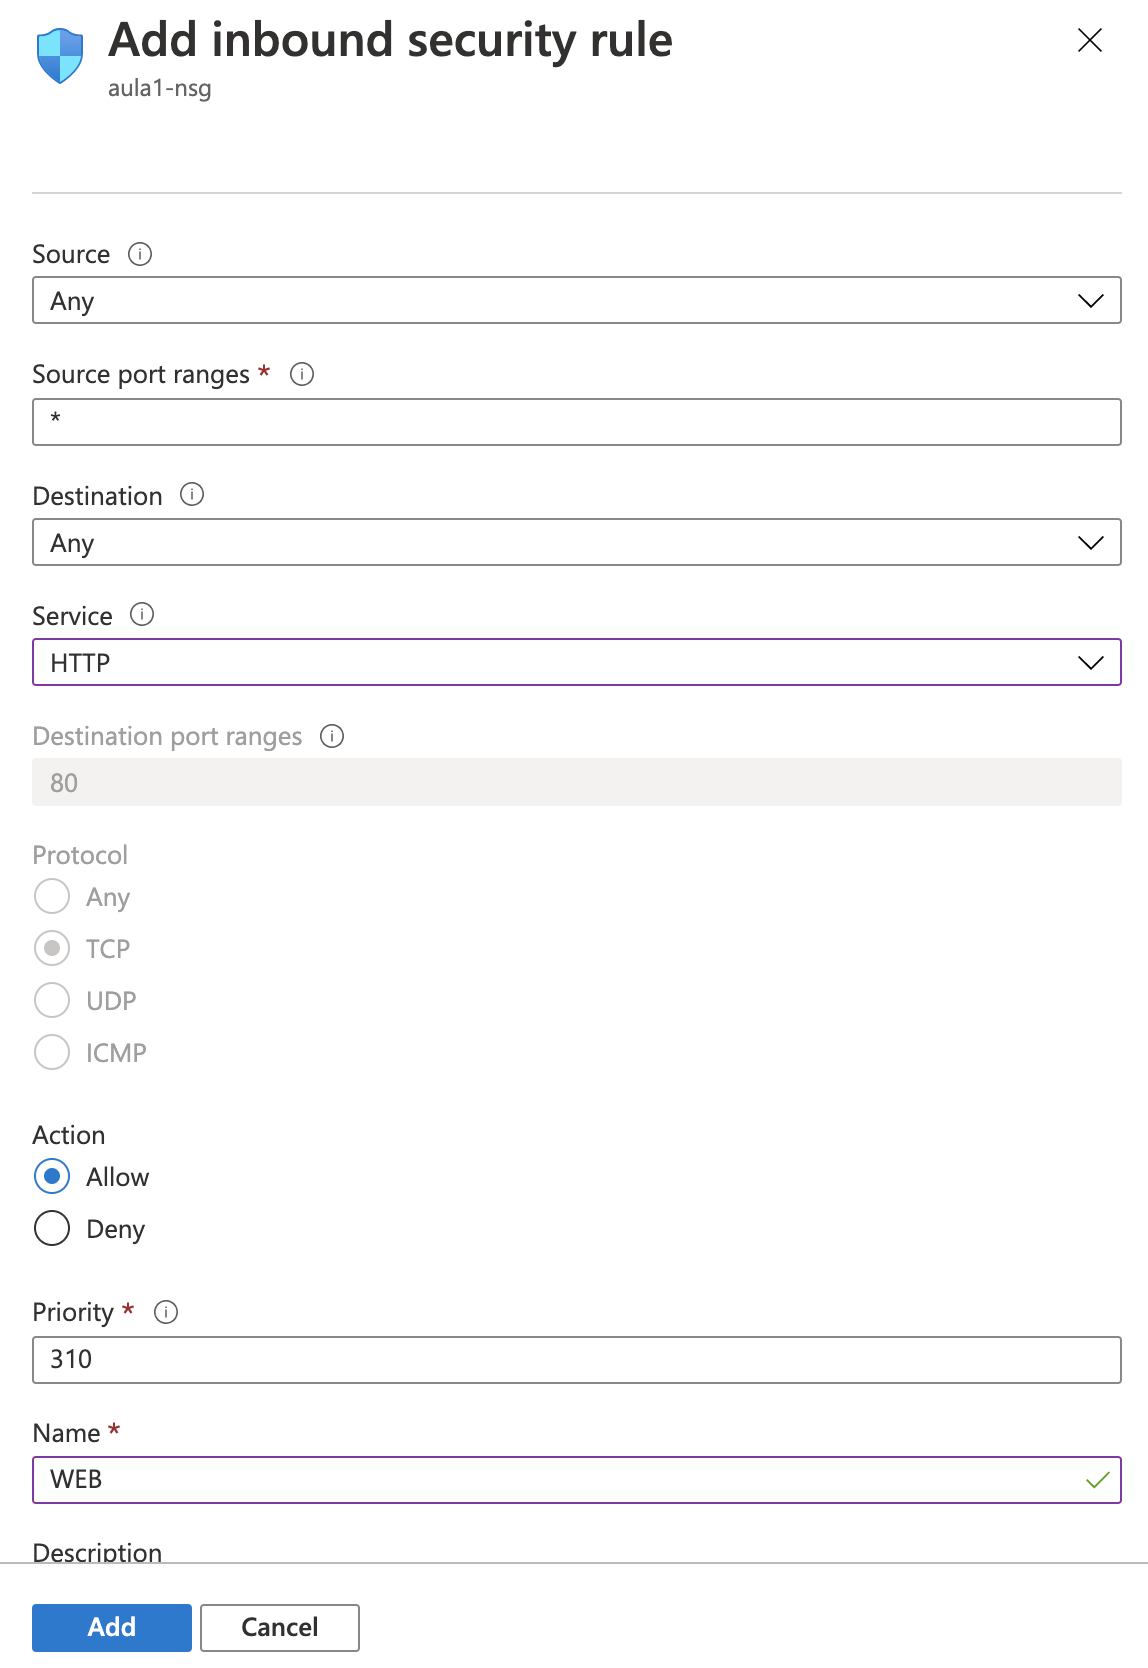 Add inbound security rule
aula1-nsg
Source
Any
Source port ranges *
*
Destination
Any
Service
HTTP
Destination port ranges
80
Protocol
Any
TCP
UDP
ICMP
Action
Allow
Deny
Priority *
310
Name *
WEB
Description
Add Cancel